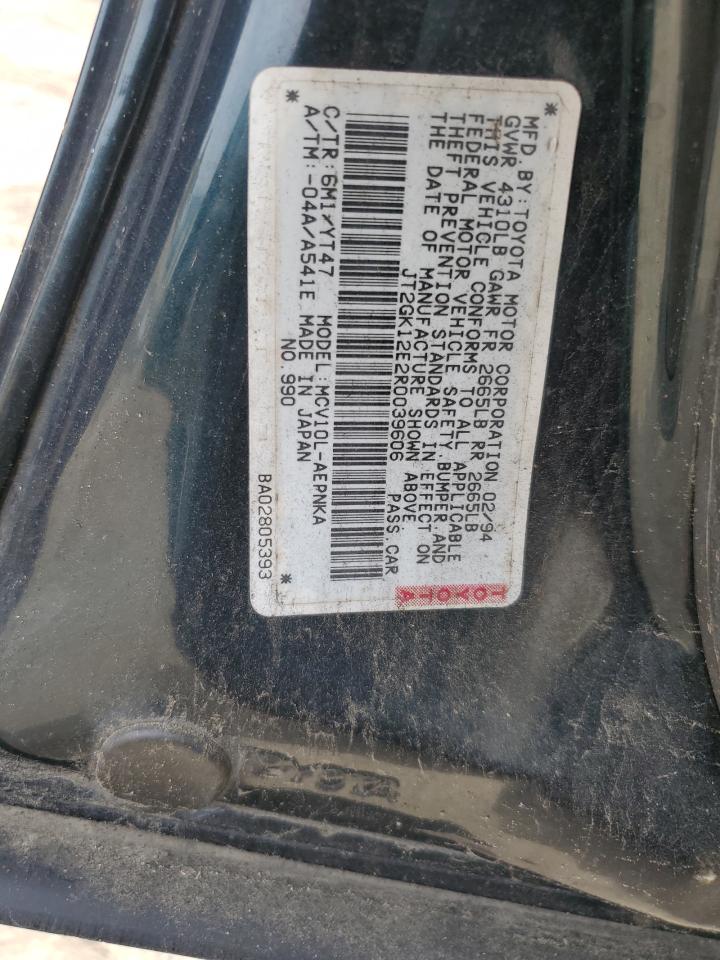 MFD.BY:TOYOTA MOTOR CORPORATION 02/94
GVWR 4310LB GAWR FR 2665LB RR 2665LB
THIS VEHICLE CONFORMS TO ALL APPLICABLE
FEDERAL MOTOR VEHICLE SAFETY,BUMPER,AND
THEFT PREVENTION STANDARDS IN EFFECT ON
THE DATE OF MANUFACTURE SHOWN ABOVE.
JT2GK12E2R0039606 PASS.CAR
C/TR:6M1/YT47 MODEL:MCV10L-AEPNKA
A/TM:-04A/A541E MADE IN JAPAN
NO.990
BA02805393
TOYOTA